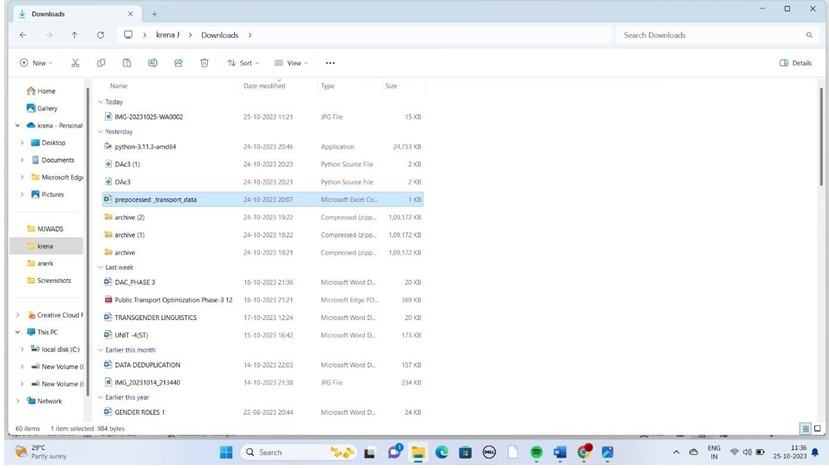 Downloads
krena J > Downloads >
Search Downloads
New
Sort
View
Details
Name Date modified Type Size
Home
Gallery
krena - Personal
Desktop
Documents
Microsoft Edge
Pictures
MJWADS
krena
anerk
Screenshots
Creative Cloud F
This PC
local disk (C:)
New Volume (
New Volume (
Network
Today
IMG-20231025-WA0002 25-10-2023 11:21 JPG File 15 KB
Yesterday
python-3.11.3-amd64 24-10-2023 20:46 Application 24,753 KB
DAc3 (1) 24-10-2023 20:23 Python Source File 2 KB
DAc3 24-10-2023 20:21 Python Source File 2 KB
prepocessed _transport_data 24-10-2023 20:07 Microsoft Excel Co... 1 KB
archive (2) 24-10-2023 19:22 Compressed (zipp... 1,09,172 KB
archive (1) 24-10-2023 19:22 Compressed (zipp... 1,09,172 KB
archive 24-10-2023 19:21 Compressed (zipp... 1,09,172 KB
Last week
DAC_PHASE 3 18-10-2023 21:36 Microsoft Word D... 20 KB
Public Transport Optimization Phase-3 12 18-10-2023 21:21 Microsoft Edge PD... 369 KB
TRANSGENDER LINGUISTICS 17-10-2023 12:24 Microsoft Word D... 20 KB
UNIT -4(ST) 15-10-2023 16:42 Microsoft Word D... 173 KB
Earlier this month
DATA DEDUPLICATION 14-10-2023 22:03 Microsoft Word D... 157 KB
IMG_20231014_213440 14-10-2023 21:38 JPG File 234 KB
Earlier this year
GENDER ROLES 1 22-08-2023 20:44 Microsoft Word D... 24 KB
60 items 1 item selected 984 bytes
29°C
Partly sunny
Search
DELL
ENG
IN
11:36
25-10-2023